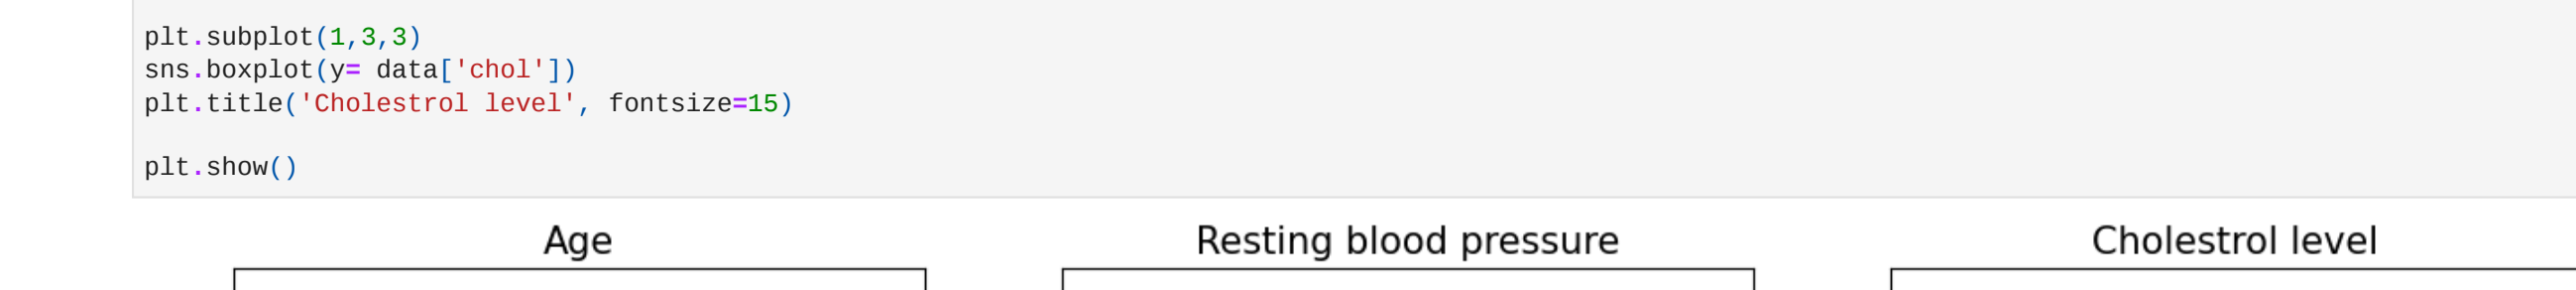 plt.subplot(1,3,3)
sns.boxplot(y= data['chol'])
plt.title('Cholestrol level', fontsize=15)
plt.show()
Age
Resting blood pressure
Cholestrol level